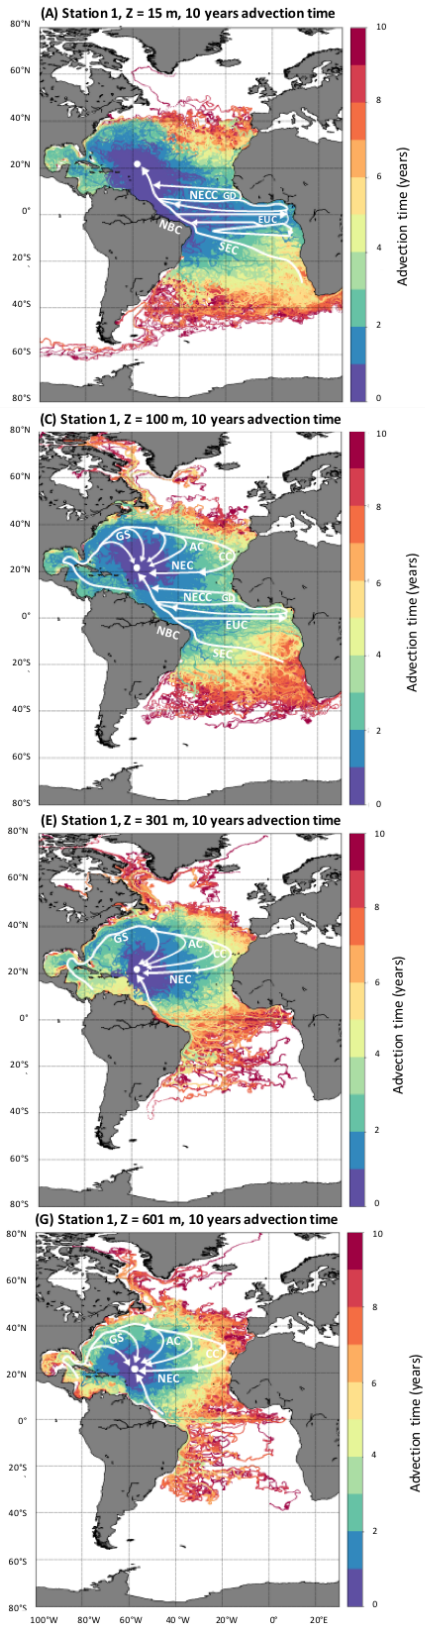 (A) Station 1, Z = 15 m, 10 years advection time
80°N
60°N
40°N
20°N
0°
20°S
40°S
60°S
80°S
NECC GD
EUC
NBC
SEC
10
8
6
4
2
0
Advection time (years)
(C) Station 1, Z = 100 m, 10 years advection time
80°N
60°N
40°N
20°N
0°
20°S
40°S
60°S
80°S
GS
AC
CC
NEC
NECC GD
EUC
NBC
SEC
10
8
6
4
2
0
Advection time (years)
(E) Station 1, Z = 301 m, 10 years advection time
80°N
60°N
40°N
20°N
0°
20°S
40°S
60°S
80°S
GS
AC
CC
NEC
10
8
6
4
2
0
Advection time (years)
(G) Station 1, Z = 601 m, 10 years advection time
80°N
60°N
40°N
20°N
0°
20°S
40°S
60°S
80°S
GS
AC
CC
NEC
10
8
6
4
2
0
Advection time (years)
100°W 80°W 60°W 40°W 20°W 0° 20°E